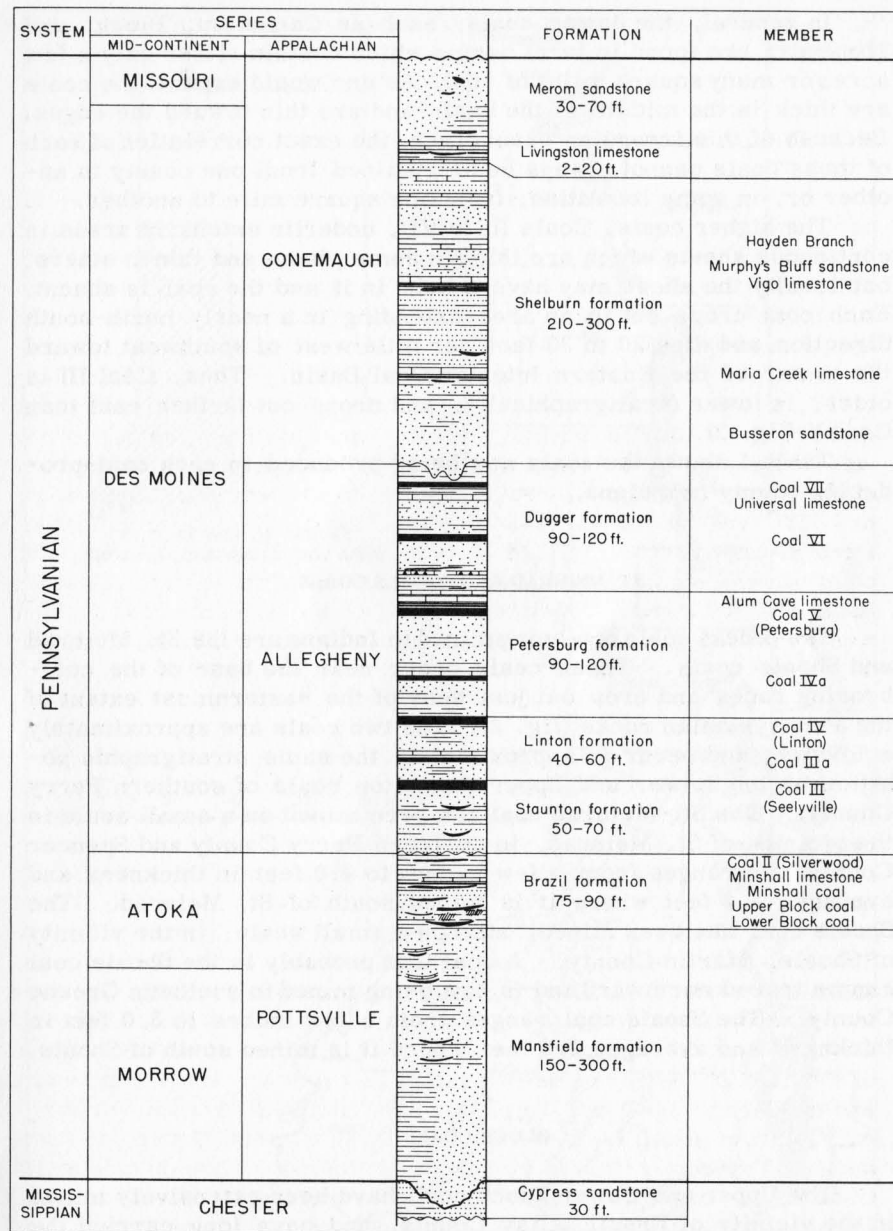 SYSTEM
SERIES
MID-CONTINENT
APPALACHIAN
FORMATION
MEMBER
MISSOURI
DES MOINES
ATOKA
MORROW
PENNSYLVANIAN
CONEMAUGH
ALLEGHENY
POTTSVILLE
Merom sandstone
30-70 ft.
Livingston limestone
2-20 ft.
Shelburn formation
210-300 ft.
Hayden Branch
Murphy's Bluff sandstone
Vigo limestone
Maria Creek limestone
Busseron sandstone
Dugger formation
90-120 ft.
Coal VII
Universal limestone
Coal VI
Petersburg formation
90-120 ft.
Alum Cave limestone
Coal V
(Petersburg)
Coal IVa
Linton formation
40-60 ft.
Coal IV
(Linton)
Coal IIIa
Staunton formation
50-70 ft.
Coal III
(Seelyville)
Brazil formation
75-90 ft.
Coal II (Silverwood)
Minshall limestone
Minshall coal
Upper Block coal
Lower Block coal
Mansfield formation
150-300ft.
MISSIS-
SIPPIAN
CHESTER
Cypress sandstone
30 ft.